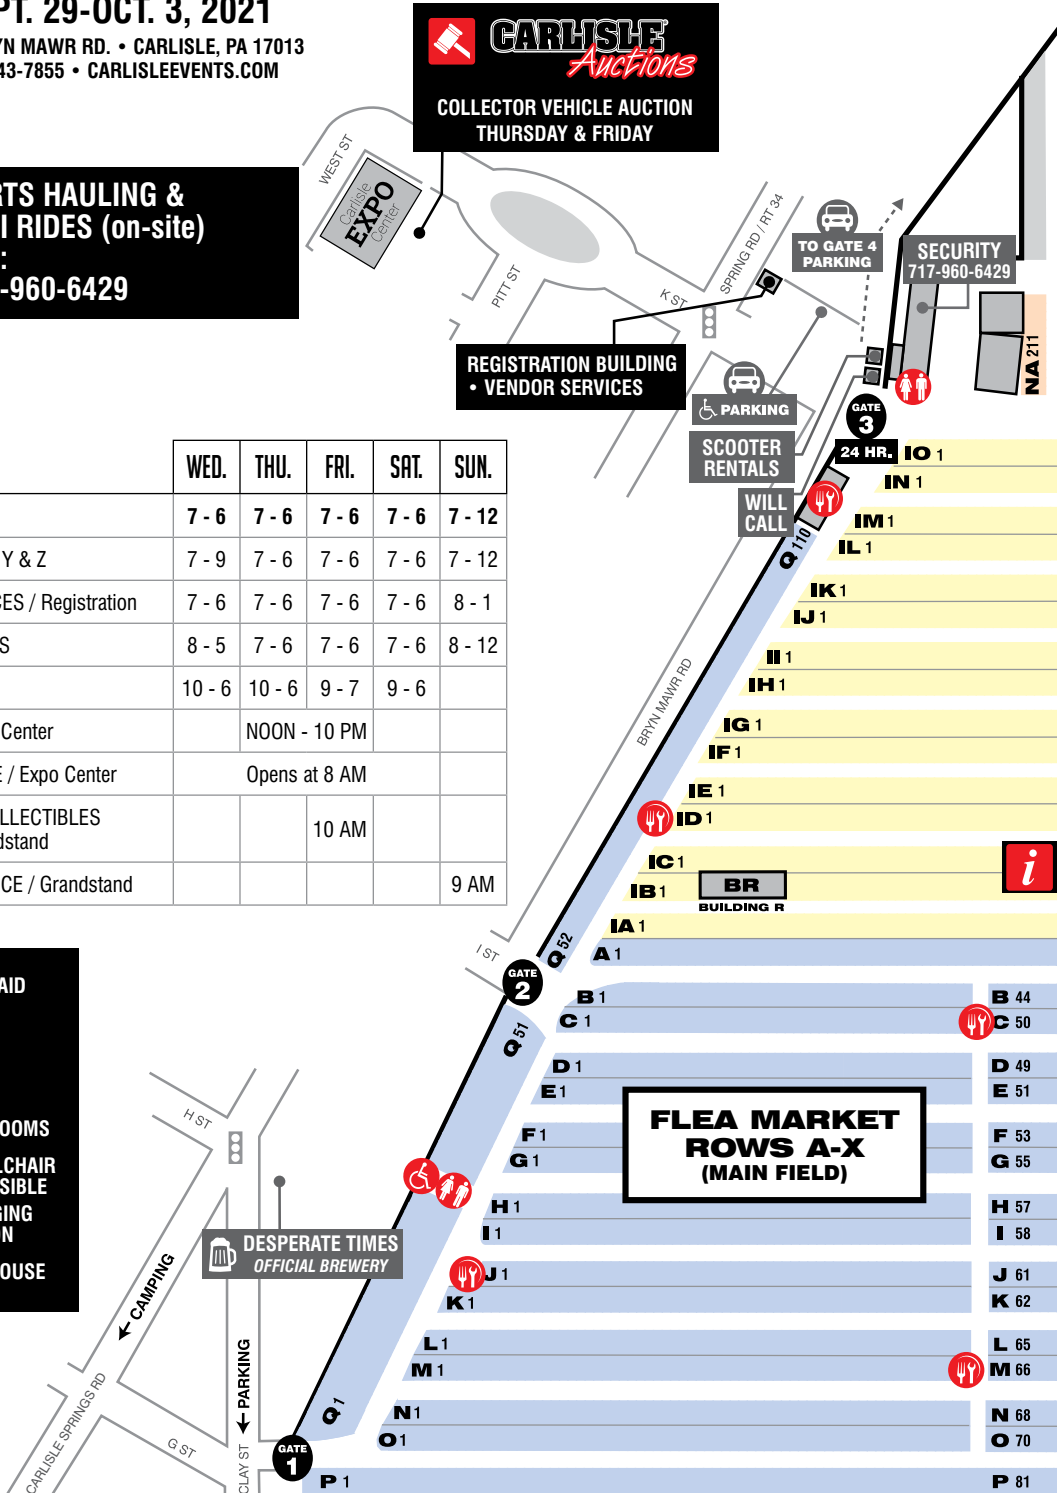 PT. 29-OCT. 3, 2021
YN MAWR RD. • CARLISLE, PA 17013
43-7855 • CARLISLEEVENTS.COM
CARLISLE
Auctions
COLLECTOR VEHICLE AUCTION
THURSDAY & FRIDAY
RTS HAULING &
I RIDES (on-site)
:
-960-6429
WEST ST
Carlisle
EXPO
Center
PITT ST
K ST
SPRING RD / RT 34
TO GATE 4
PARKING
SECURITY
717-960-6429
NA 211
REGISTRATION BUILDING
• VENDOR SERVICES
PARKING
SCOOTER
RENTALS
WILL
CALL
GATE
3
24 HR.
WED. THU. FRI. SAT. SUN.
7 - 6 7 - 6 7 - 6 7 - 6 7 - 12
Y & Z 7 - 9 7 - 6 7 - 6 7 - 6 7 - 12
CES / Registration 7 - 6 7 - 6 7 - 6 7 - 6 8 - 1
S 8 - 5 7 - 6 7 - 6 7 - 6 8 - 12
10 - 6 10 - 6 9 - 7 9 - 6
Center NOON - 10 PM
E / Expo Center Opens at 8 AM
LLECTIBLES
dstand 10 AM
CE / Grandstand 9 AM
IO 1
IN 1
IM 1
IL 1
IK 1
IJ 1
II 1
IH 1
IG 1
IF 1
IE 1
ID 1
IC 1
IB 1
BR
BUILDING R
i
IA 1
Q 110
BRYN MAWR RD
Q 52
I ST
GATE
2
Q 51
A 1
B 1 B 44
C 1 C 50
D 1 D 49
E 1 E 51
FLEA MARKET
ROWS A-X
(MAIN FIELD)
F 1 F 53
G 1 G 55
H 1 H 57
I 1 I 58
J 1 J 61
K 1 K 62
L 1 L 65
M 1 M 66
N 1 N 68
O 1 O 70
P 1 P 81
AID
OOMS
LCHAIR
SIBLE
GING
ON
OUSE
H ST
DESPERATE TIMES
OFFICIAL BREWERY
CAMPING
PARKING
CARLISLE SPRINGS RD
G ST
CLAY ST
Q 1
GATE
1